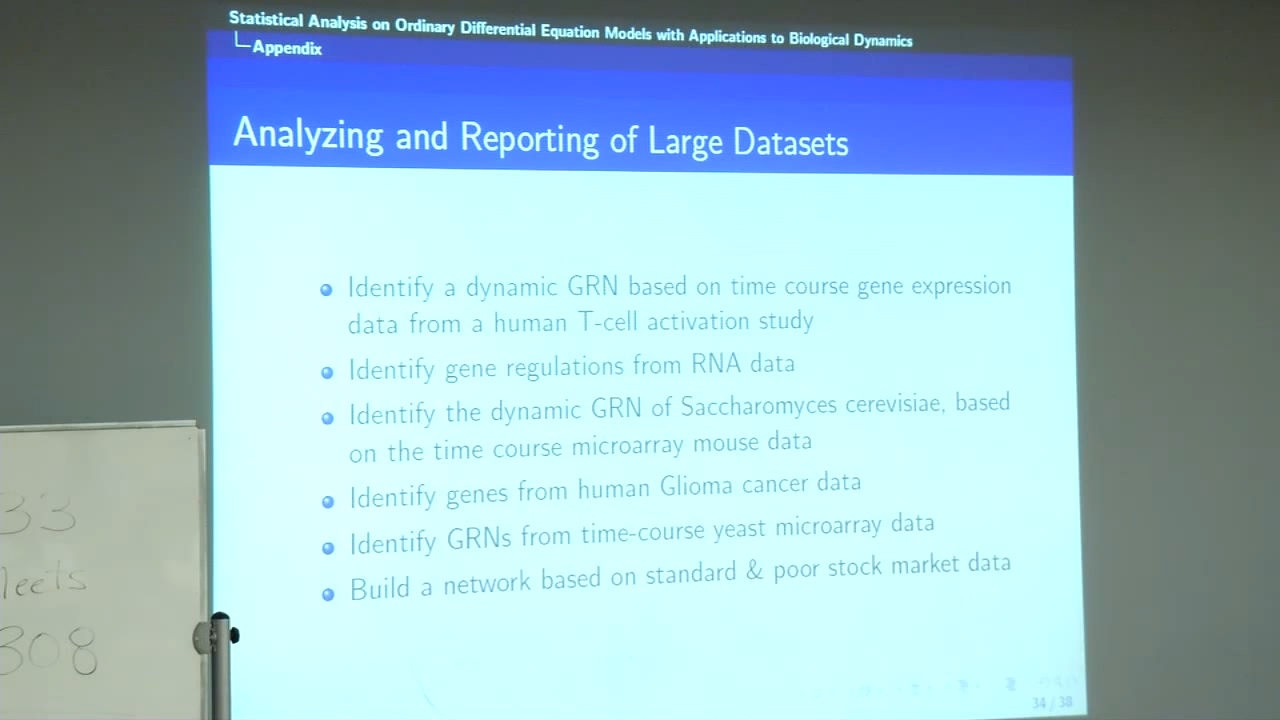 Statistical Analysis on Ordinary Differential Equation Models with Applications to Biological Dynamics
Appendix
Analyzing and Reporting of Large Datasets
Identify a dynamic GRN based on time course gene expression
data from a human T-cell activation study
Identify gene regulations from RNA data
Identify the dynamic GRN of Saccharomyces cerevisiae, based
on the time course microarray mouse data
Identify genes from human Glioma cancer data
Identify GRNs from time-course yeast microarray data
Build a network based on standard & poor stock market data
34 / 38
33
308